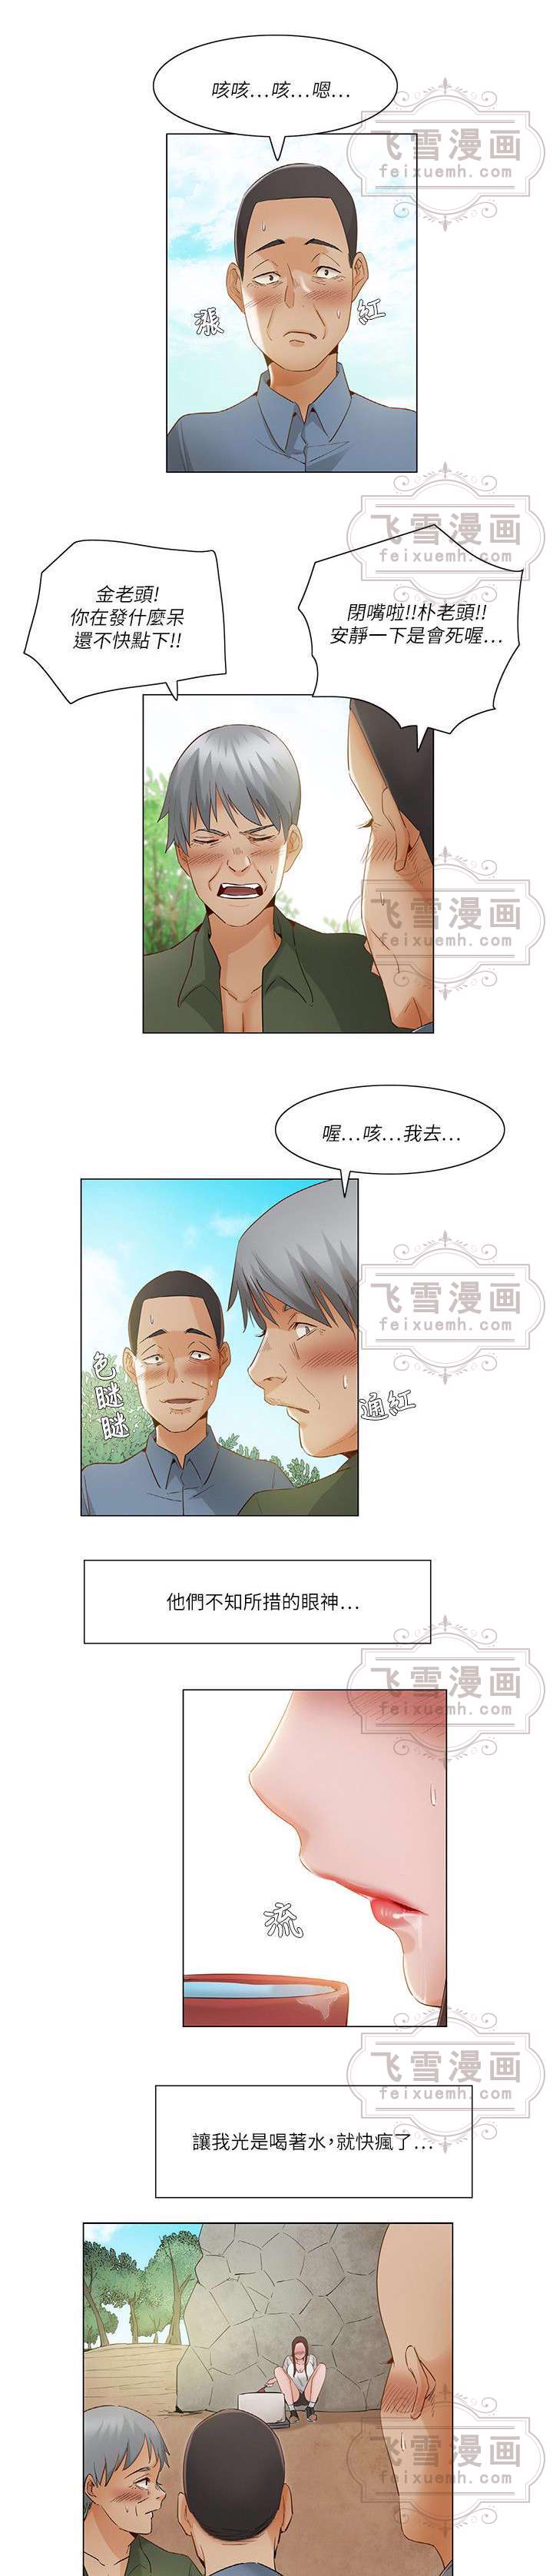 咳咳...咳...嗯...
飞雪漫画
feixuemh.com
漲
紅
飞雪漫画
feixuemh.com
金老頭!
你在發什麼呆
還不快點下!!
閉嘴啦!!朴老頭!!
安靜一下是會死喔...
飞雪漫画
feixuemh.com
喔...咳...我去...
飞雪漫画
feixuemh.com
色瞇瞇
通紅
他們不知所措的眼神...
飞雪漫画
feixuemh.com
流
飞雪漫画
feixuemh.com
讓我光是喝著水,就快瘋了...
飞雪漫画
feixuemh.com